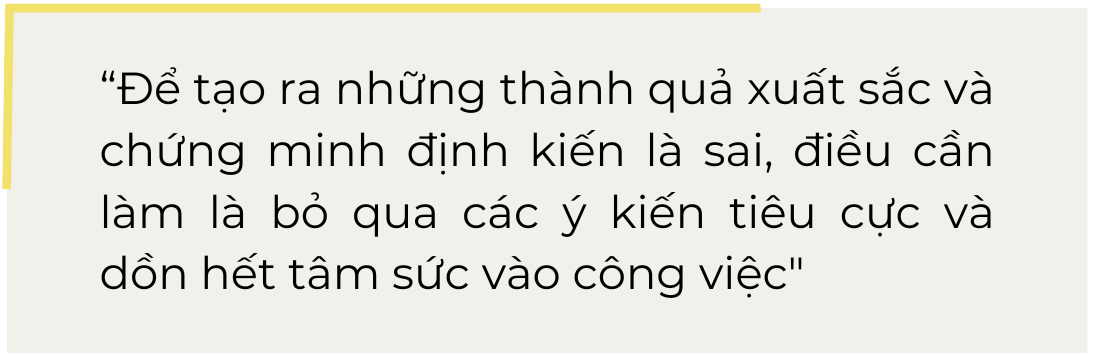 “Để tạo ra những thành quả xuất sắc và
chứng minh định kiến là sai, điều cần
làm là bỏ qua các ý kiến tiêu cực và
dồn hết tâm sức vào công việc"